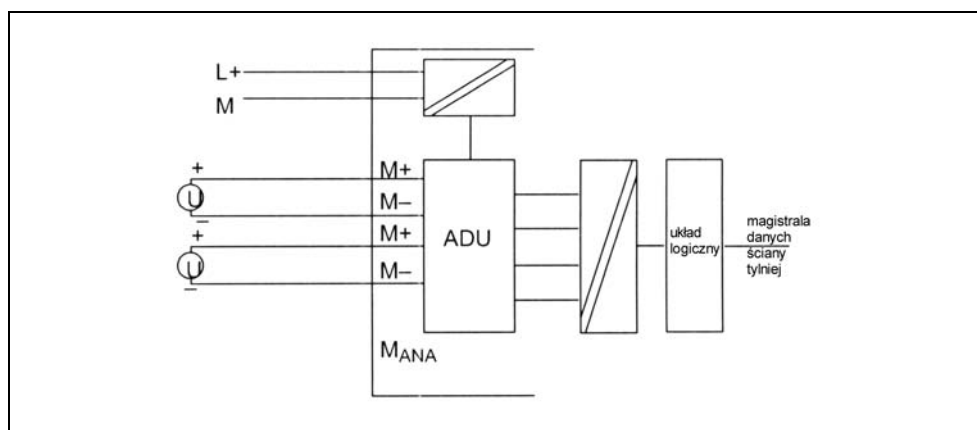 L+
M
+
U
–
+
U
–
M+
M–
M+
M–
ADU
MANA
układ
logiczny
magistrala
danych
ściany
tylniej